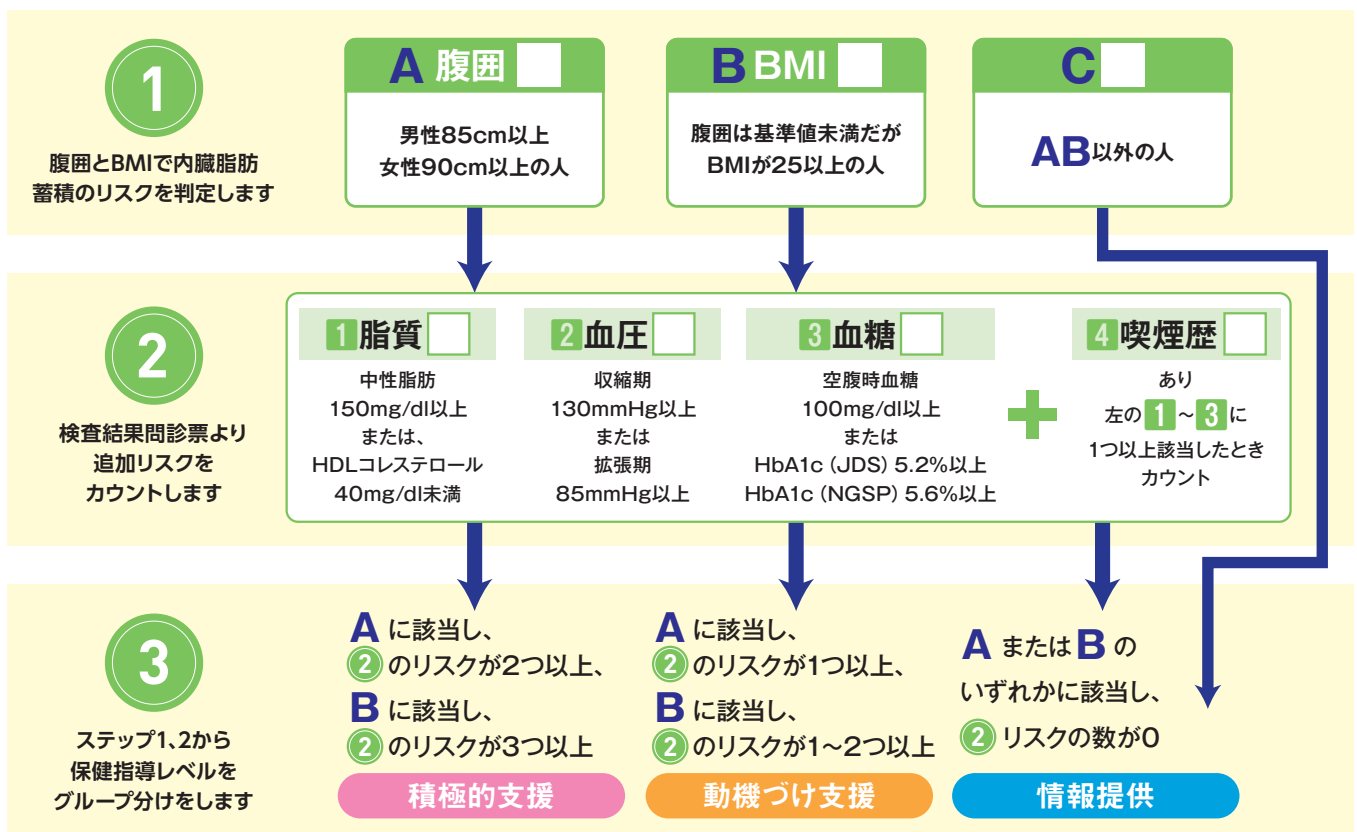 1
腹囲とBMIで内臓脂肪
蓄積のリスクを判定します
A 腹囲
男性85cm以上
女性90cm以上の人
B BMI
腹囲は基準値未満だが
BMIが25以上の人
C
AB以外の人
2
検査結果問診票より
追加リスクを
カウントします
1 脂質
中性脂肪
150mg/dl以上
または、
HDLコレステロール
40mg/dl未満
2 血圧
収縮期
130mmHg以上
または
拡張期
85mmHg以上
3 血糖
空腹時血糖
100mg/dl以上
または
HbA1c（JDS）5.2%以上
HbA1c（NGSP）5.6%以上
4 喫煙歴
あり
左の 1 ~ 3 に
1つ以上該当したとき
カウント
3
ステップ1、2から
保健指導レベルを
グループ分けをします
A に該当し、
2 のリスクが2つ以上、
B に該当し、
2 のリスクが3つ以上
積極的支援
A に該当し、
2 のリスクが1つ以上、
B に該当し、
2 のリスクが1～2つ以上
動機づけ支援
A または B の
いずれかに該当し、
2 リスクの数が0
情報提供